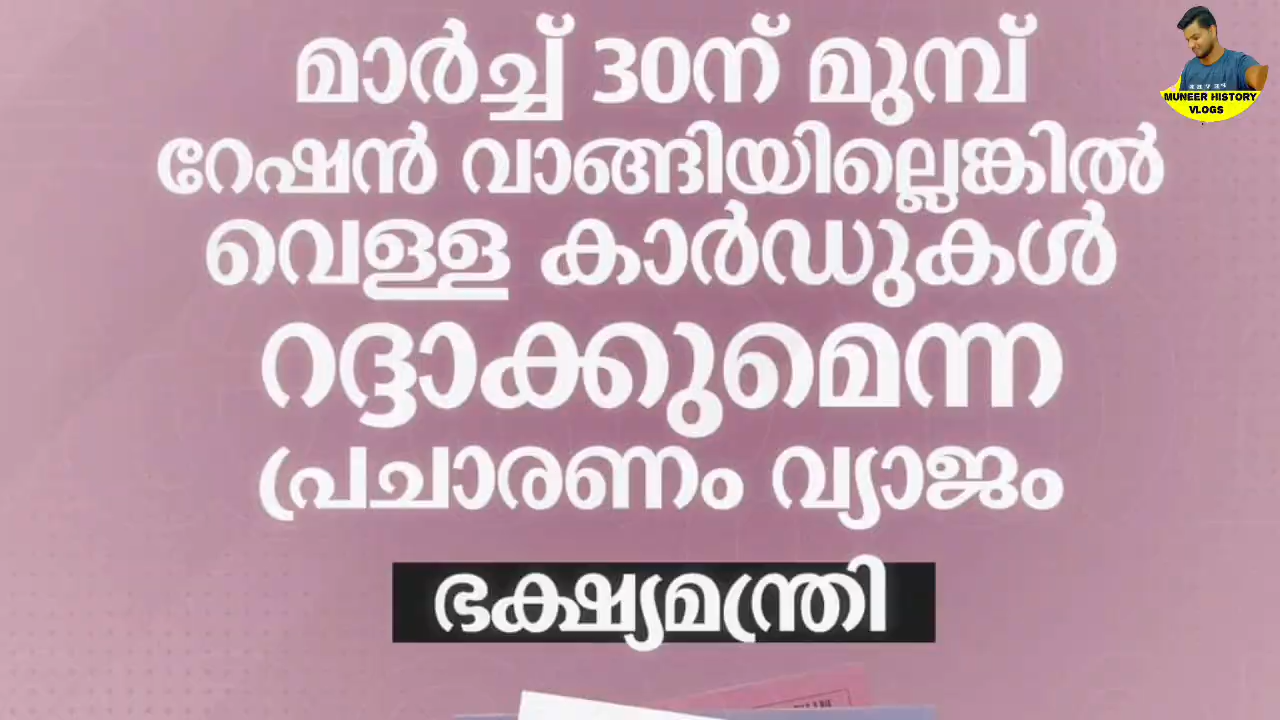 മാർച്ച് 30ന് മുമ്പ്
റേഷൻ വാങ്ങിയില്ലെങ്കിൽ
വെള്ള കാർഡുകൾ
റദ്ദാക്കുമെന്ന
പ്രചാരണം വ്യാജം
ഭക്ഷ്യമന്ത്രി
MUNEER HISTORY
VLOGS